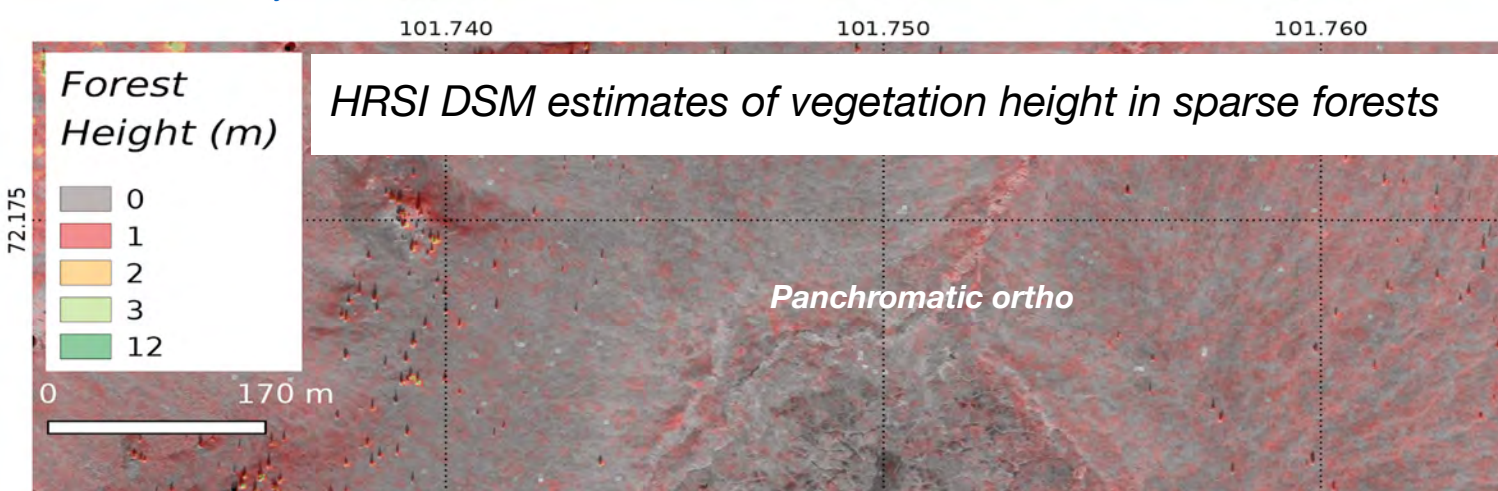 101.740 101.750 101.760
Forest
Height (m)
HRSI DSM estimates of vegetation height in sparse forests
0
1
2
3
12
72.175
Panchromatic ortho
0 170 m